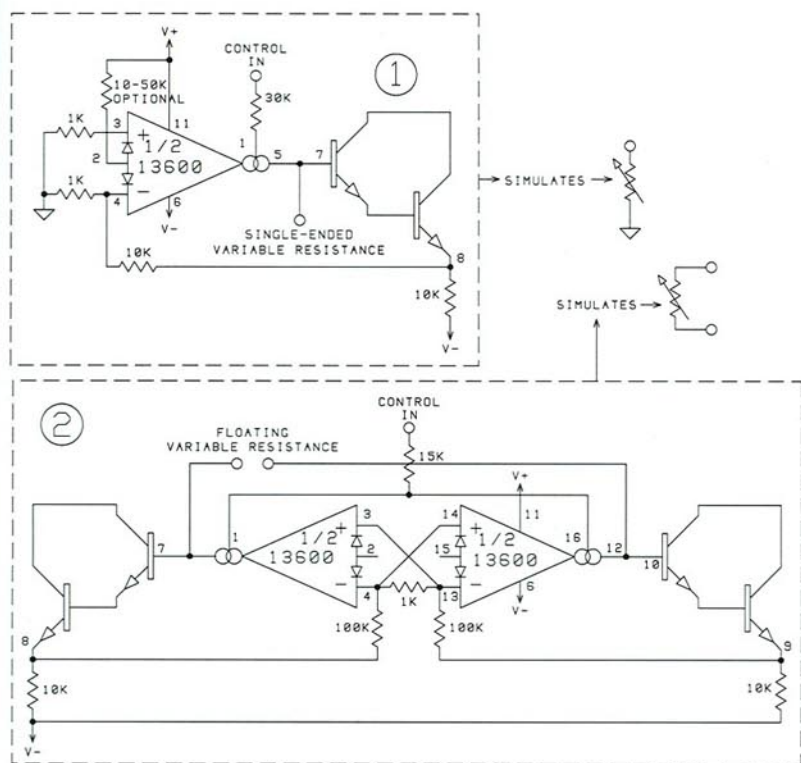 V+
CONTROL
IN
1
10-50K
OPTIONAL
30K
1K
3
+
11
1/2
13600
1
5
7
2
1K
-
4
6
V-
SINGLE-ENDED
VARIABLE RESISTANCE
10K
8
10K
V-
SIMULATES
SIMULATES
2
CONTROL
IN
FLOATING
VARIABLE RESISTANCE
15K
V+
7
1
3
+
1/2
13600
2
-
4
1K
14
+
11
1/2
13600
15
-
13
16
12
10
6
V-
100K
100K
8
9
10K
10K
V-